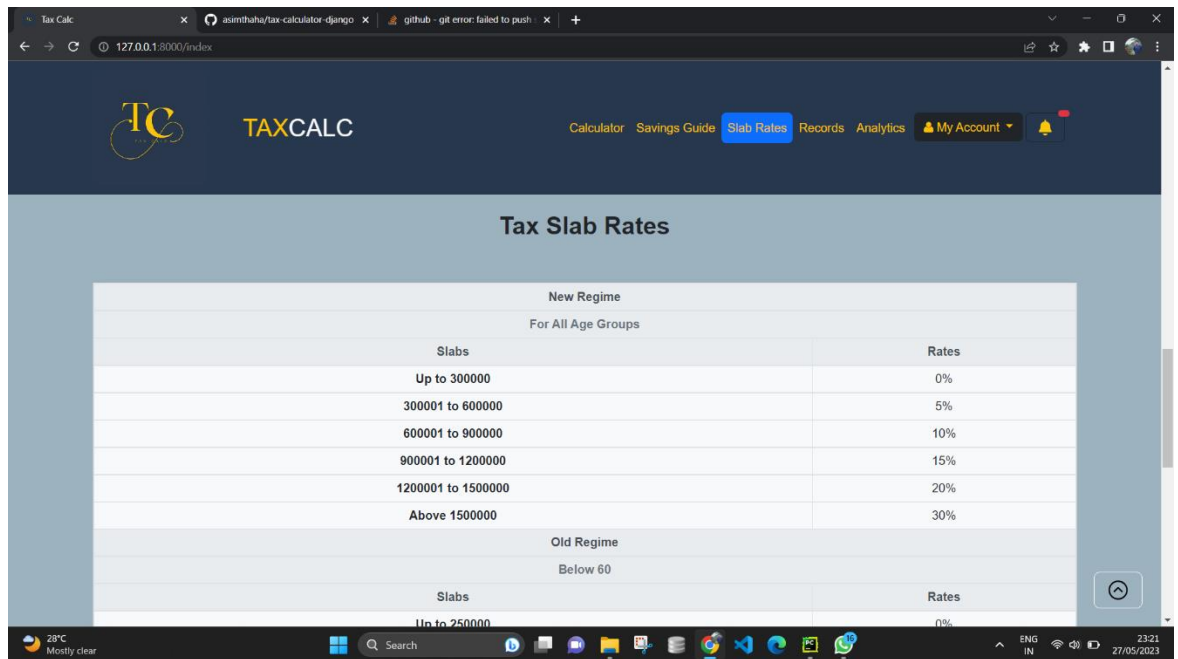 Tax Calc
asimthaha/tax-calculator-django
github - git error: failed to push
127.0.0.1:8000/index
TC
TAXCALC
Calculator Savings Guide Slab Rates Records Analytics My Account
Tax Slab Rates
New Regime
For All Age Groups
Slabs Rates
Up to 300000 0%
300001 to 600000 5%
600001 to 900000 10%
900001 to 1200000 15%
1200001 to 1500000 20%
Above 1500000 30%
Old Regime
Below 60
Slabs Rates
Up to 250000 0%
28°C
Mostly clear
Search
16
ENG
IN
23:21
27/05/2023